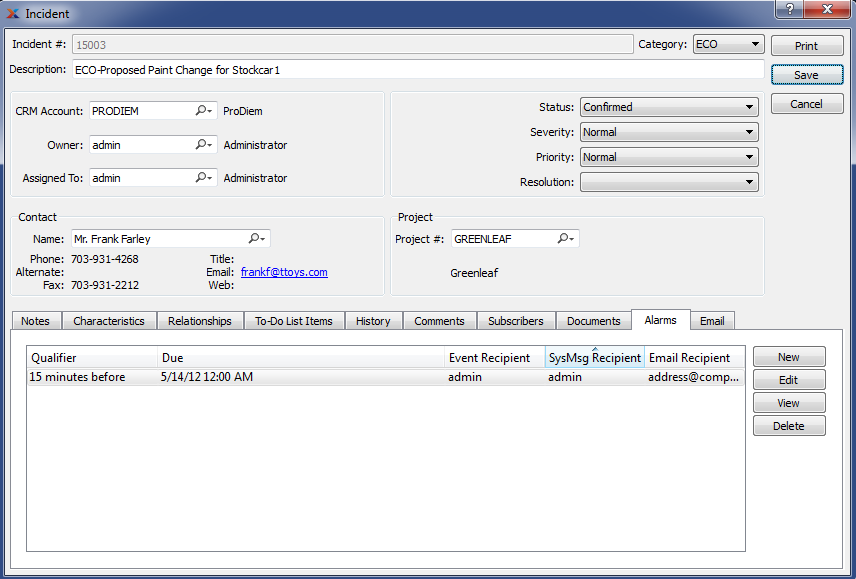 Incident
?
X
Incident #: 15003 Category: ECO Print
Description: ECO-Proposed Paint Change for Stockcar1 Save
Cancel
CRM Account: PRODIEM ProDiem
Owner: admin Administrator
Assigned To: admin Administrator
Status: Confirmed
Severity: Normal
Priority: Normal
Resolution:
Contact
Name: Mr. Frank Farley
Phone: 703-931-4268 Title:
Alternate: Email: frankf@ttoys.com
Fax: 703-931-2212 Web:
Project
Project #: GREENLEAF
Greenleaf
Notes Characteristics Relationships To-Do List Items History Comments Subscribers Documents Alarms Email
Qualifier Due Event Recipient SysMsg Recipient Email Recipient
15 minutes before 5/14/12 12:00 AM admin admin address@comp...
New
Edit
View
Delete